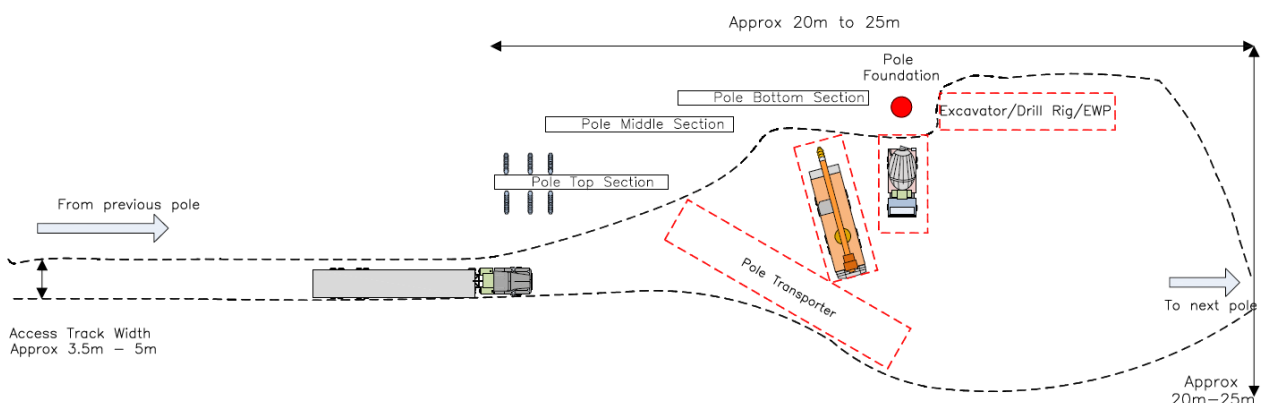 Approx 20m to 25m
Pole
Foundation
Pole Bottom Section
Excavator/Drill Rig/EWP
Pole Middle Section
Pole Top Section
From previous pole
Pole Transporter
To next pole
Access Track Width
Approx 3.5m - 5m
Approx
20m-25m